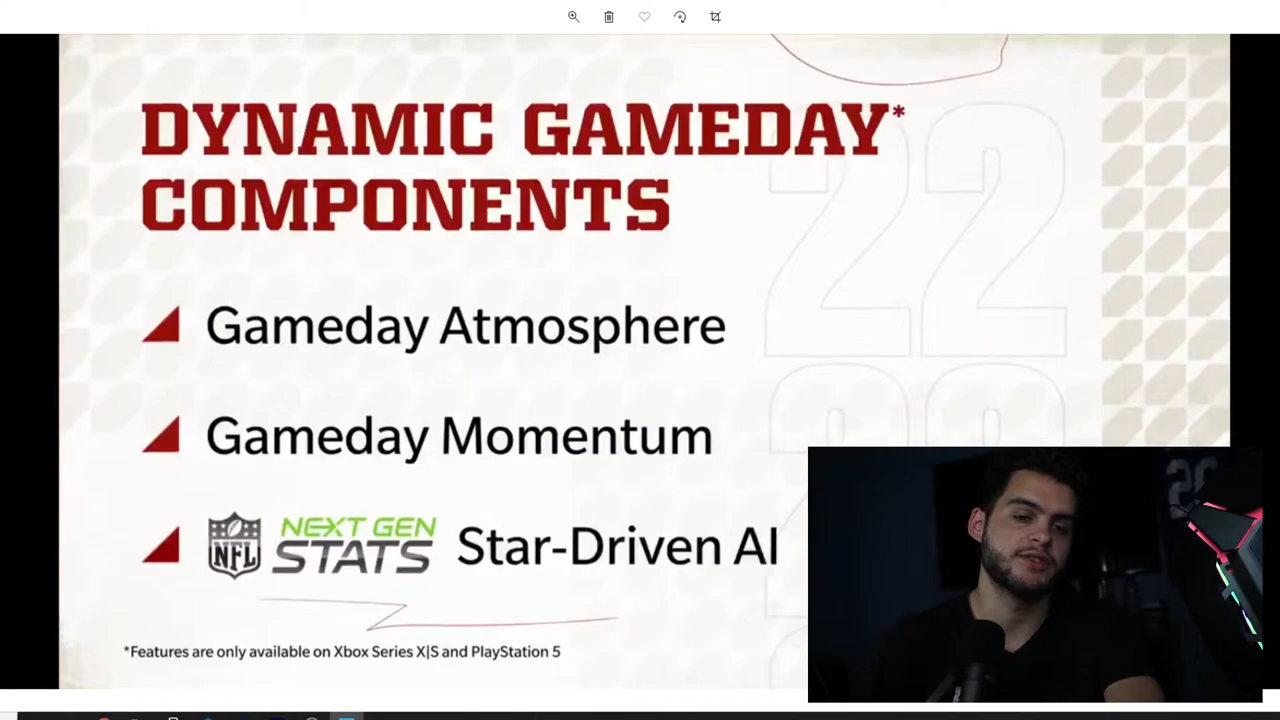 DYNAMIC GAMEDAY*
COMPONENTS
22
Gameday Atmosphere
Gameday Momentum
NFL NEXT GEN STATS Star-Driven AI
*Features are only available on Xbox Series X|S and PlayStation 5